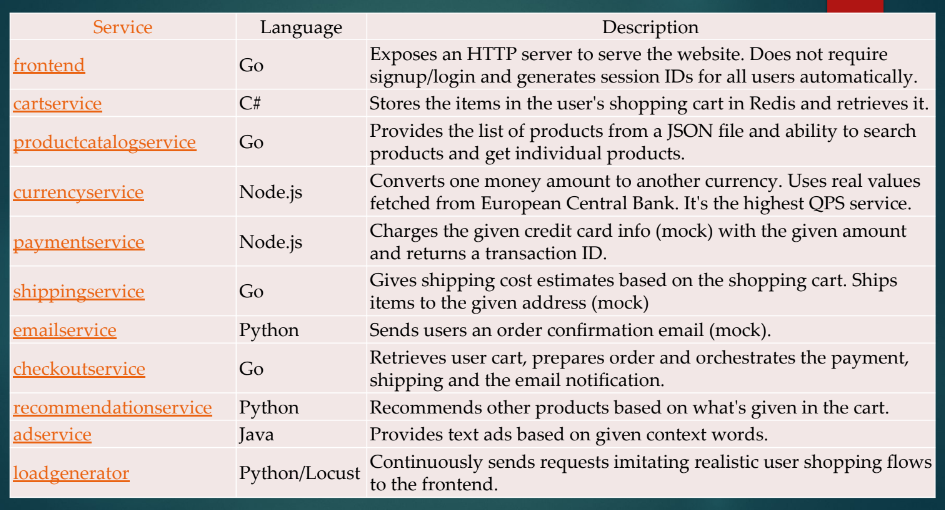 Service Language Description
frontend Go Exposes an HTTP server to serve the website. Does not require
signup/login and generates session IDs for all users automatically.
cartservice C# Stores the items in the user's shopping cart in Redis and retrieves it.
productcatalogservice Go Provides the list of products from a JSON file and ability to search
products and get individual products.
currencyservice Node.js Converts one money amount to another currency. Uses real values
fetched from European Central Bank. It's the highest QPS service.
paymentservice Node.js Charges the given credit card info (mock) with the given amount
and returns a transaction ID.
shippingservice Go Gives shipping cost estimates based on the shopping cart. Ships
items to the given address (mock)
emailservice Python Sends users an order confirmation email (mock).
checkoutservice Go Retrieves user cart, prepares order and orchestrates the payment,
shipping and the email notification.
recommendationservice Python Recommends other products based on what's given in the cart.
adservice Java Provides text ads based on given context words.
loadgenerator Python/Locust Continuously sends requests imitating realistic user shopping flows
to the frontend.